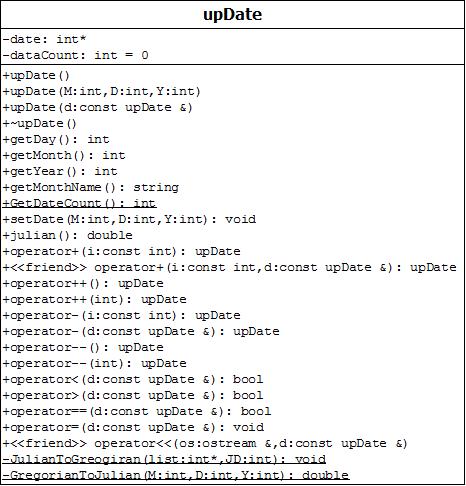 upDate
-date: int*
-dataCount: int = 0
+upDate()
+upDate(M:int,D:int,Y:int)
+upDate(d:const upDate &)
+~upDate()
+getDay(): int
+getMonth(): int
+getYear(): int
+getMonthName(): string
+GetDateCount(): int
+setDate(M:int,D:int,Y:int): void
+julian(): double
+operator+(i:const int): upDate
+<<friend>> operator+(i:const int,d:const upDate &): upDate
+operator++(): upDate
+operator++(int): upDate
+operator-(i:const int): upDate
+operator-(d:const upDate &): upDate
+operator--(): upDate
+operator--(int): upDate
+operator<(d:const upDate &): bool
+operator>(d:const upDate &): bool
+operator==(d:const upDate &): bool
+operator=(d:const upDate &): void
+<<friend>> operator<<(os:ostream &,d:const upDate &)
-JulianToGreogiran(list:int*,JD:int): void
-GregorianToJulian(M:int,D:int,Y:int): double